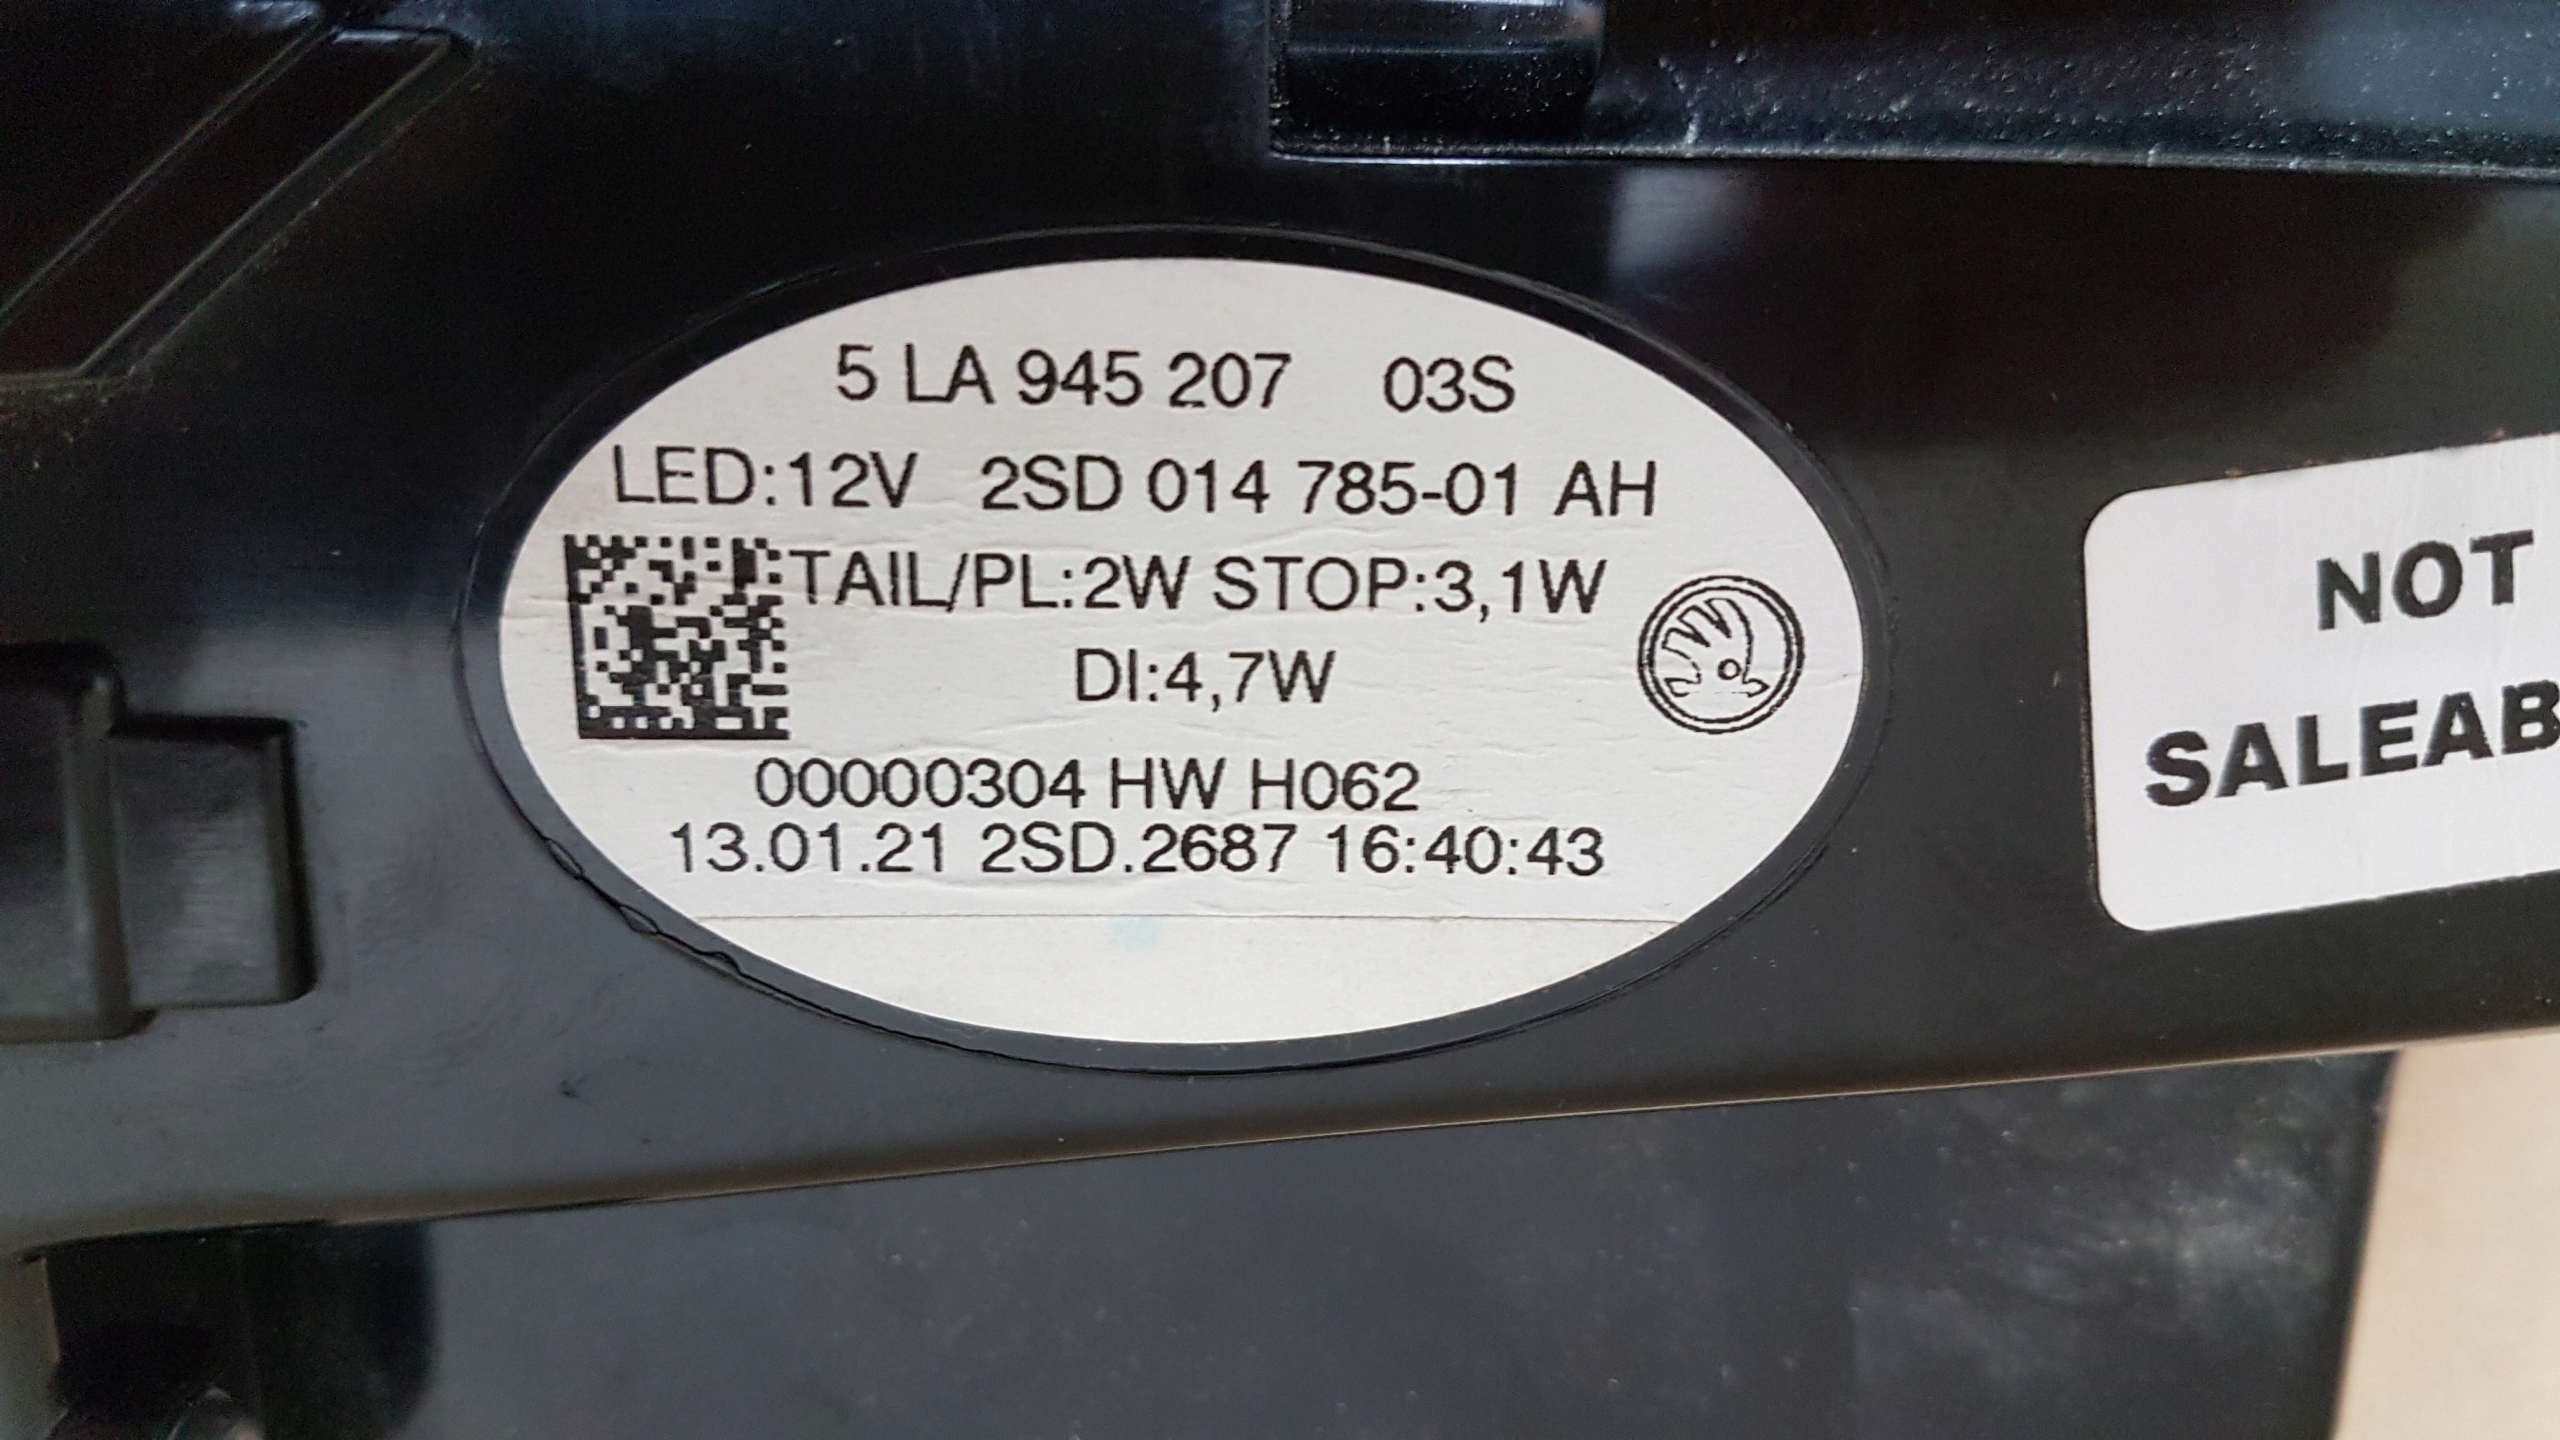 5 LA 945 207 03S
LED:12V 2SD 014 785-01 AH
TAIL/PL:2W STOP:3,1W
DI:4,7W
00000304 HW H062
13.01.21 2SD.2687 16:40:43
NOT
SALEAB